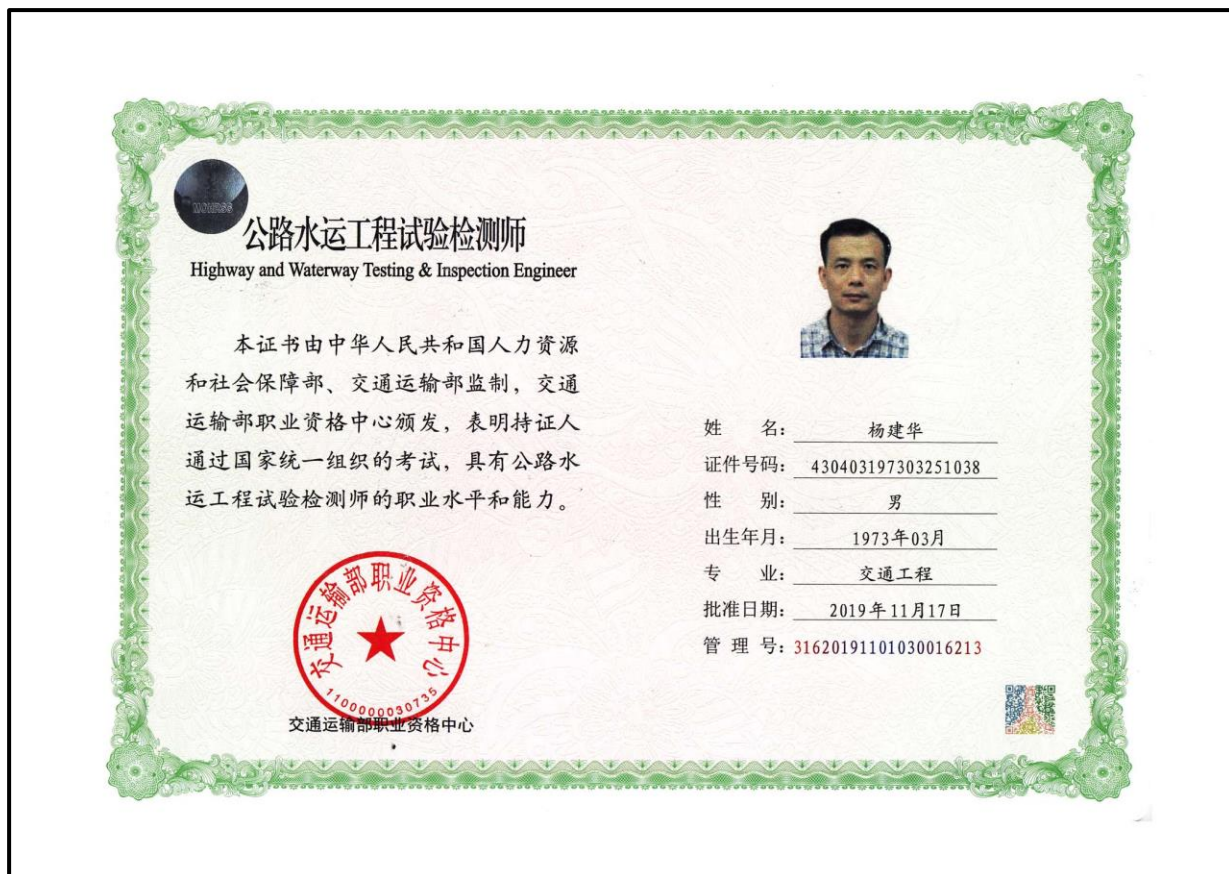 MOHRSS
公路水运工程试验检测师
Highway and Waterway Testing & Inspection Engineer
本证书由中华人民共和国人力资源
和社会保障部、交通运输部监制，交通
运输部职业资格中心颁发，表明持证人
通过国家统一组织的考试，具有公路水
运工程试验检测师的职业水平和能力。
交通运输部职业资格中心
1100000030735
交通运输部职业资格中心
姓 名：杨建华
证件号码：430403197303251038
性 别：男
出生年月：1973年03月
专 业：交通工程
批准日期：2019年11月17日
管 理 号：31620191101030016213